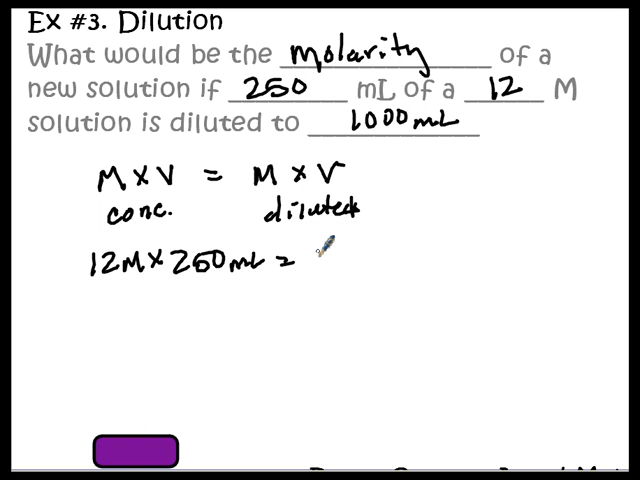 Ex #3. Dilution
What would be the molarity of a
new solution if 250 mL of a 12 M
solution is diluted to 1000 mL
M x V = M x V
conc. diluted
12M x 250 mL =